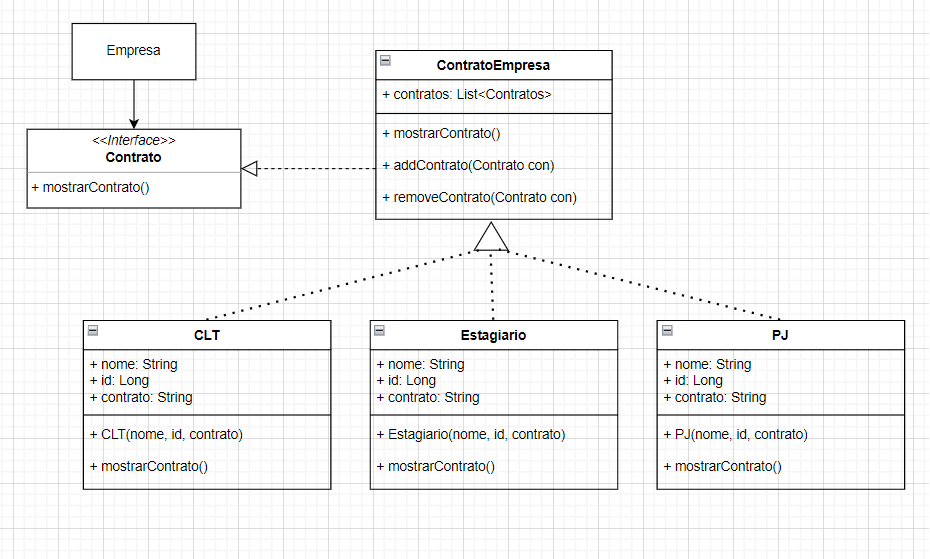 Empresa
<<Interface>>
Contrato
+ mostrarContrato()
ContratoEmpresa
+ contratos: List<Contratos>
+ mostrarContrato()
+ addContrato(Contrato con)
+ removeContrato(Contrato con)
CLT
+ nome: String
+ id: Long
+ contrato: String
+ CLT(nome, id, contrato)
+ mostrarContrato()
Estagiario
+ nome: String
+ id: Long
+ contrato: String
+ Estagiario(nome, id, contrato)
+ mostrarContrato()
PJ
+ nome: String
+ id: Long
+ contrato: String
+ PJ(nome, id, contrato)
+ mostrarContrato()